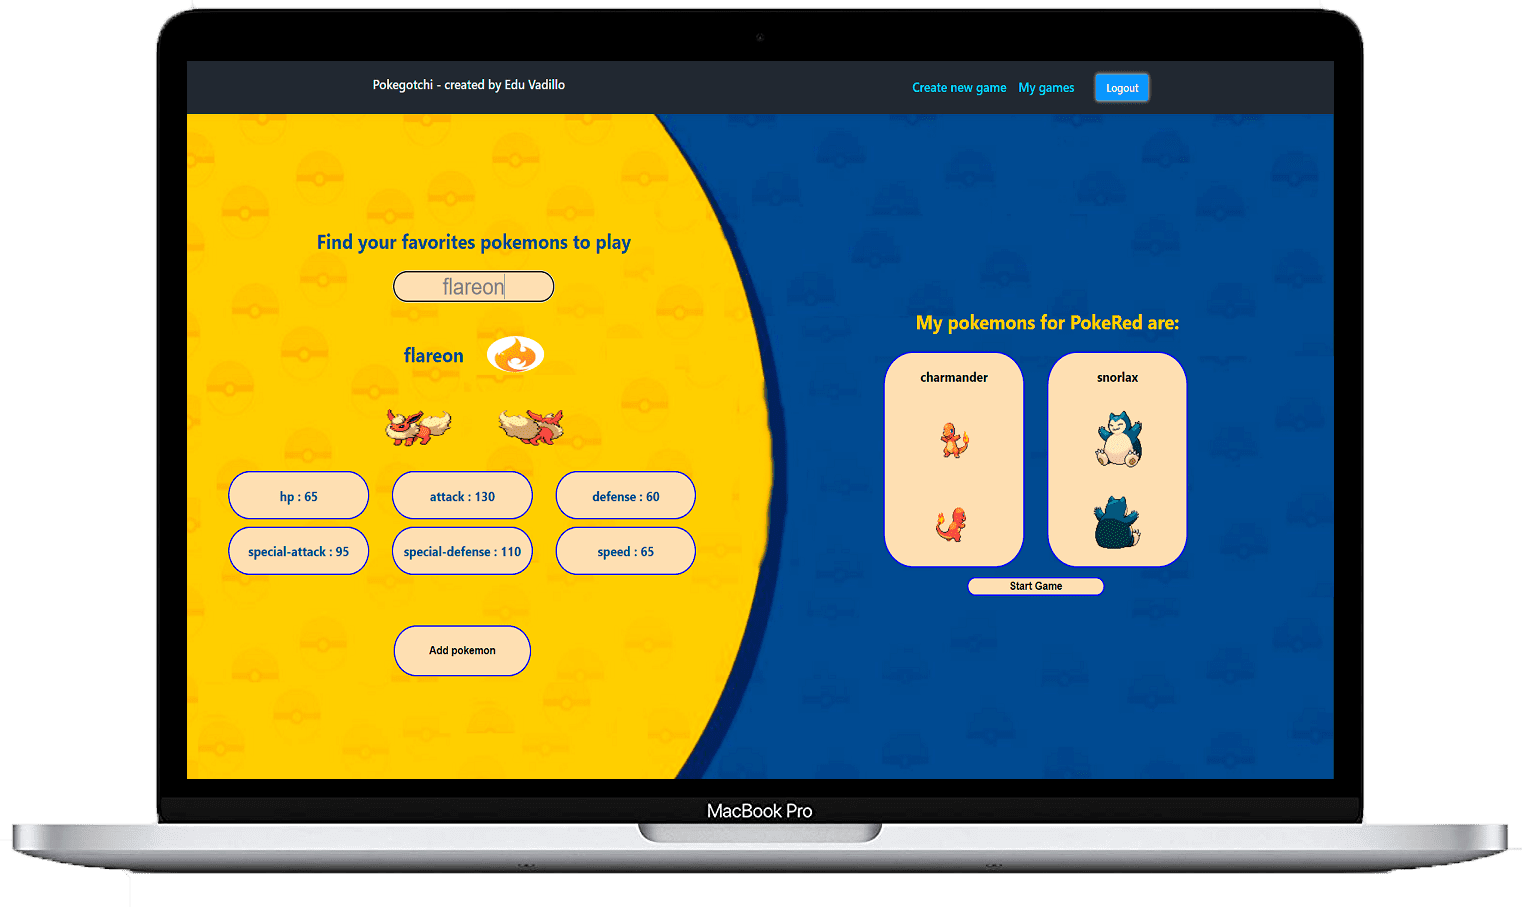 Pokegotchi - created by Edu Vadillo
Create new game
My games
Logout
Find your favorites pokemons to play
flareon
flareon
hp : 65
attack : 130
defense : 60
special-attack : 95
special-defense : 110
speed : 65
Add pokemon
My pokemons for PokeRed are:
charmander
snorlax
Start Game
MacBook Pro